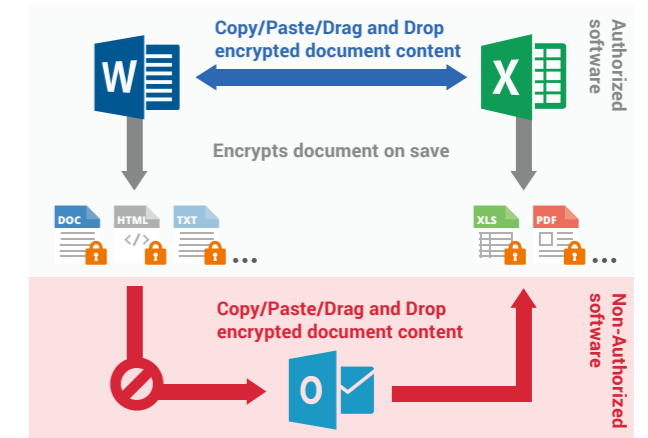 Copy/Paste/Drag and Drop
encrypted document content
W
X
Authorized
software
Encrypts document on save
DOC
HTML
</>
TXT
...
XLS
PDF
...
Copy/Paste/Drag and Drop
encrypted document content
O
Non-Authorized
software